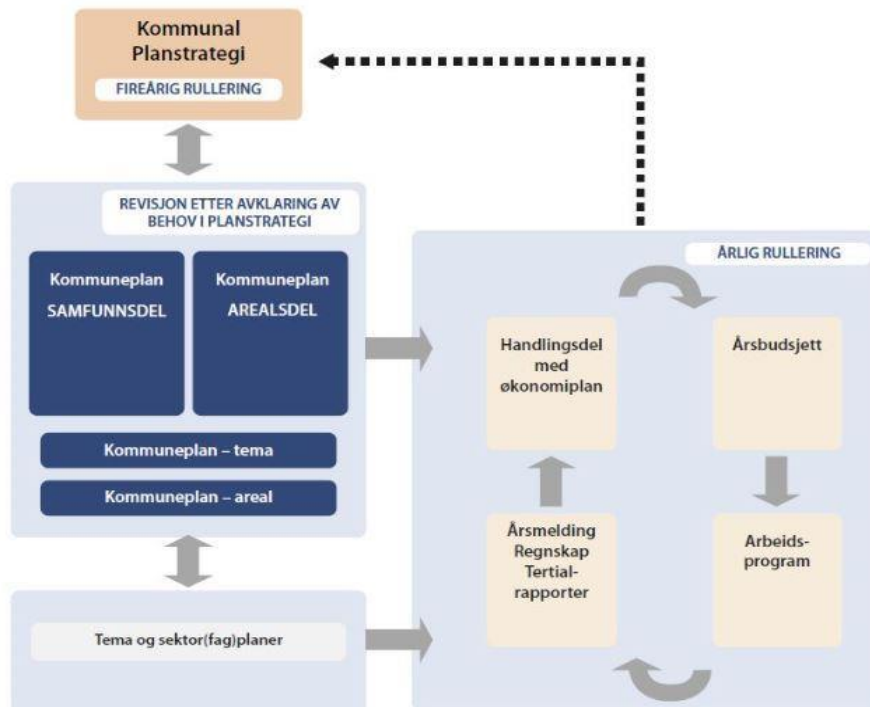 Kommunal
Planstrategi
FIREÅRIG RULLERING
REVISJON ETTER AVKLARING AV
BEHOV I PLANSTRATEGI
Kommuneplan
SAMFUNNSDEL
Kommuneplan
AREALSDEL
Kommuneplan – tema
Kommuneplan – areal
Tema og sektor(fag)planer
ÅRLIG RULLERING
Handlingsdel
med
økonomiplan
Årsbudsjett
Årsmelding
Regnskap
Tertial-
rapporter
Arbeids-
program